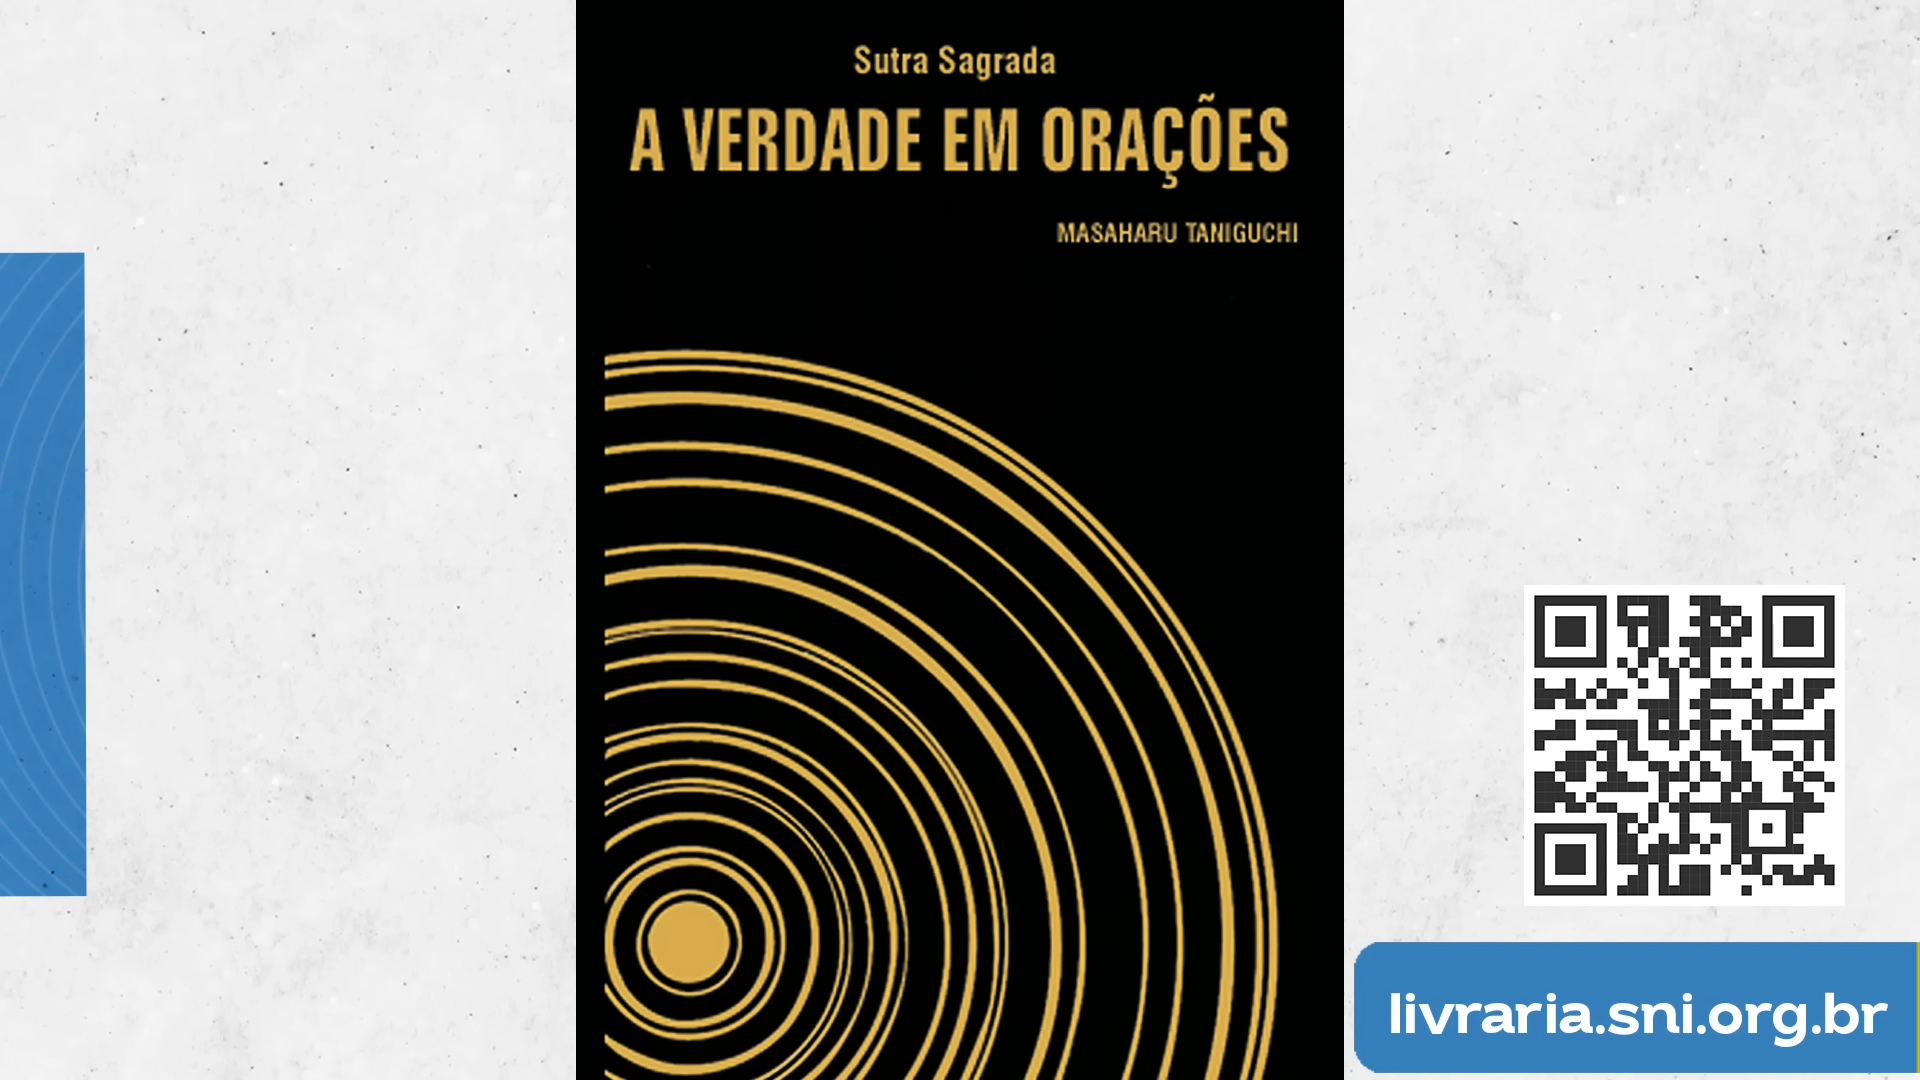 Sutra Sagrada
A VERDADE EM ORAÇÕES
MASAHARU TANIGUCHI
livraria.sni.org.br